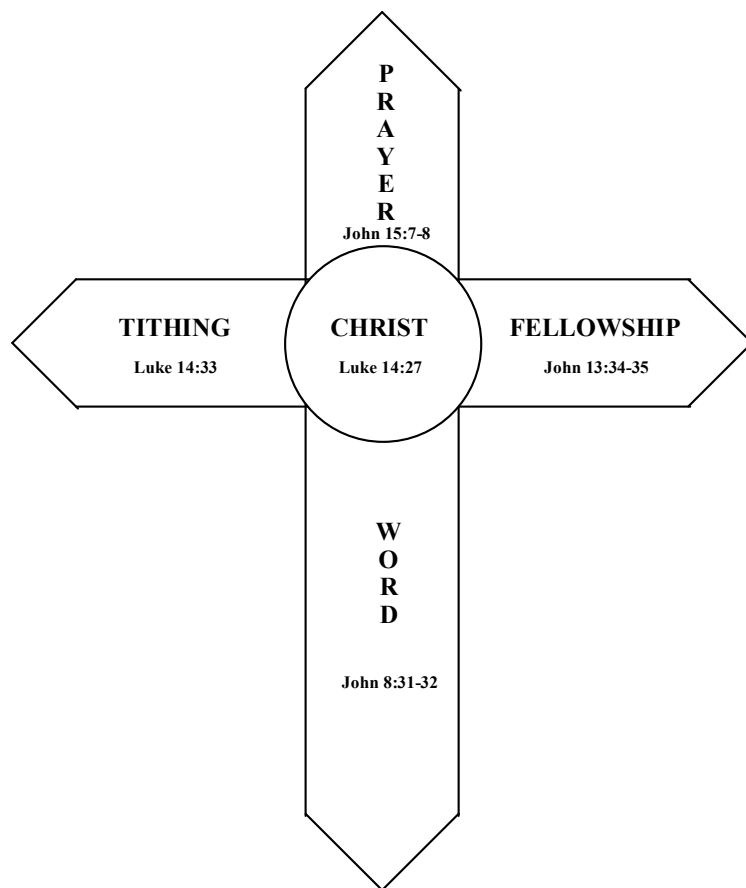 P
R
A
Y
E
R
John 15:7-8
TITHING
Luke 14:33
CHRIST
Luke 14:27
FELLOWSHIP
John 13:34-35
W
O
R
D
John 8:31-32